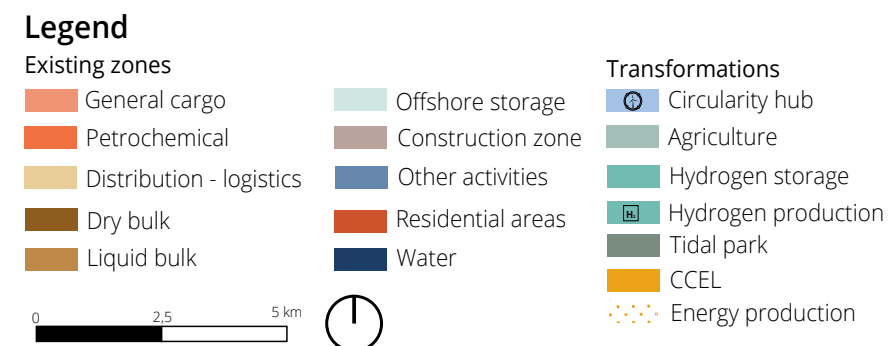 Legend
Existing zones
General cargo
Petrochemical
Distribution - logistics
Dry bulk
Liquid bulk
Offshore storage
Construction zone
Other activities
Residential areas
Water
Transformations
Circularity hub
Agriculture
Hydrogen storage
H₂ Hydrogen production
Tidal park
CCEL
Energy production
0 2,5 5 km